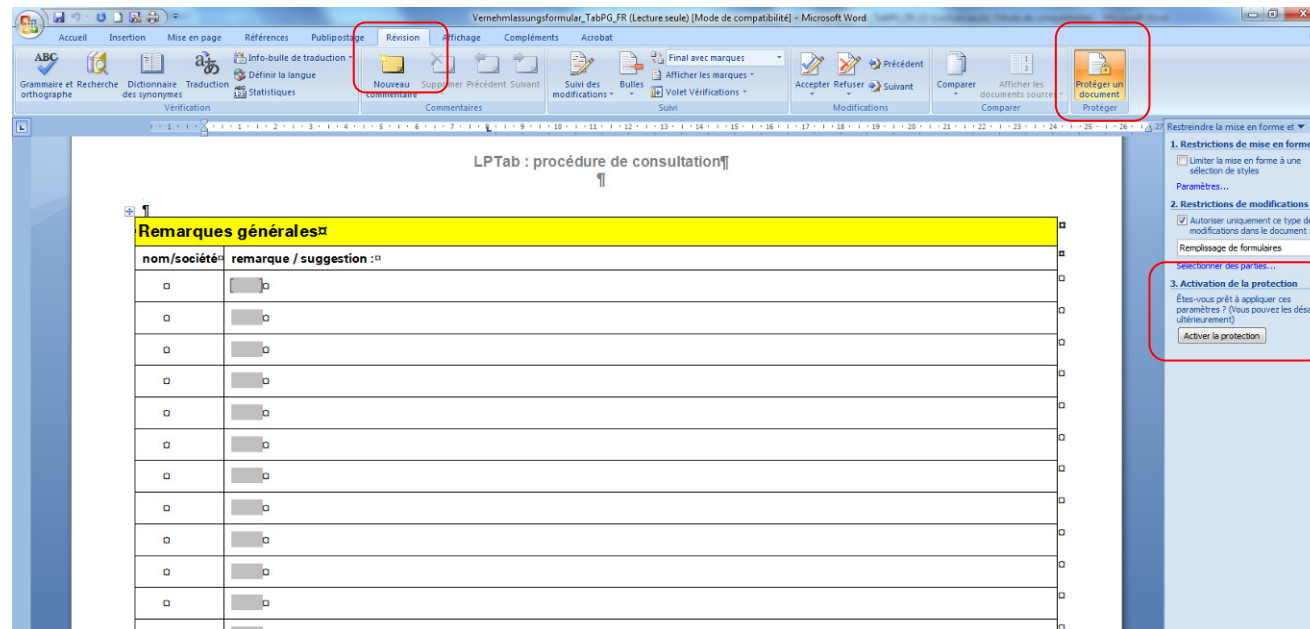 Vernehmlassungsformular_TabPG_FR (Lecture seule) [Mode de compatibilité] - Microsoft Word
Accueil Insertion Mise en page Références Publipostage Révision Affichage Compléments Acrobat
ABC
Grammaire et orthographe
Recherche
Dictionnaire des synonymes
Traduction
Info-bulle de traduction
Définir la langue
Statistiques
Vérification
Nouveau commentaire
Supprimer
Précédent
Suivant
Commentaires
Suivi des modifications
Bulles
Final avec marques
Afficher les marques
Volet Vérifications
Suivi
Accepter
Refuser
Précédent
Suivant
Modifications
Comparer
Afficher les documents sources
Comparer
Protéger un document
Protéger
LPTab : procédure de consultation¶
¶
¶
Remarques générales¤
nom/société¤ remarque / suggestion :¤
Restreindre la mise en forme et
1. Restrictions de mise en forme
Limiter la mise en forme à une
sélection de styles
Paramètres...
2. Restrictions de modifications
Autoriser uniquement ce type de
modifications dans le document :
Remplissage de formulaires
Sélectionner des parties...
3. Activation de la protection
Êtes-vous prêt à appliquer ces
paramètres ? (Vous pouvez les
ultérieurement)
Activer la protection